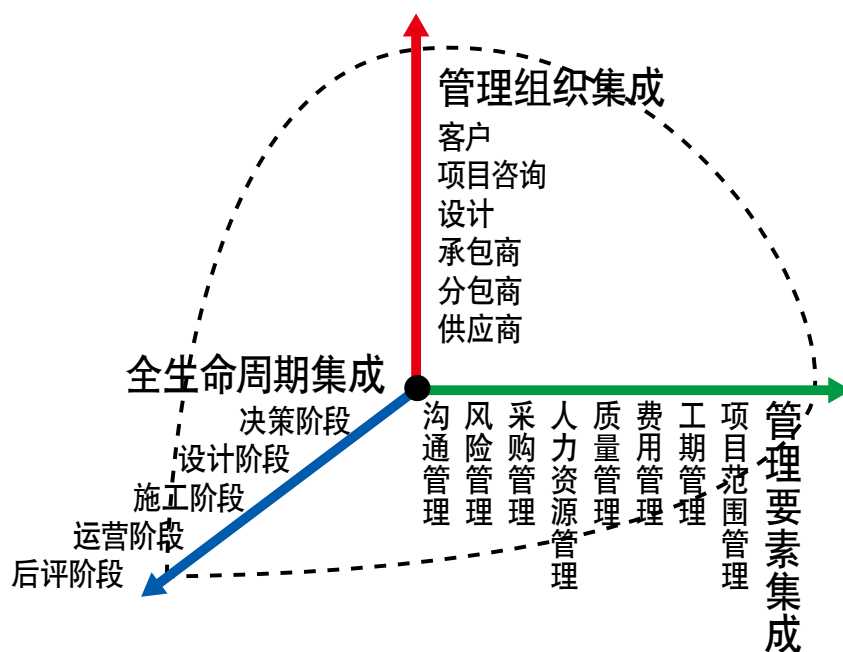 管理组织集成
客户
项目咨询
设计
承包商
分包商
供应商
全生命周期集成
决策阶段
设计阶段
施工阶段
运营阶段
后评阶段
沟通管理
风险管理
采购管理
人力资源管理
质量管理
费用管理
工期管理
项目范围管理
管理要素集成